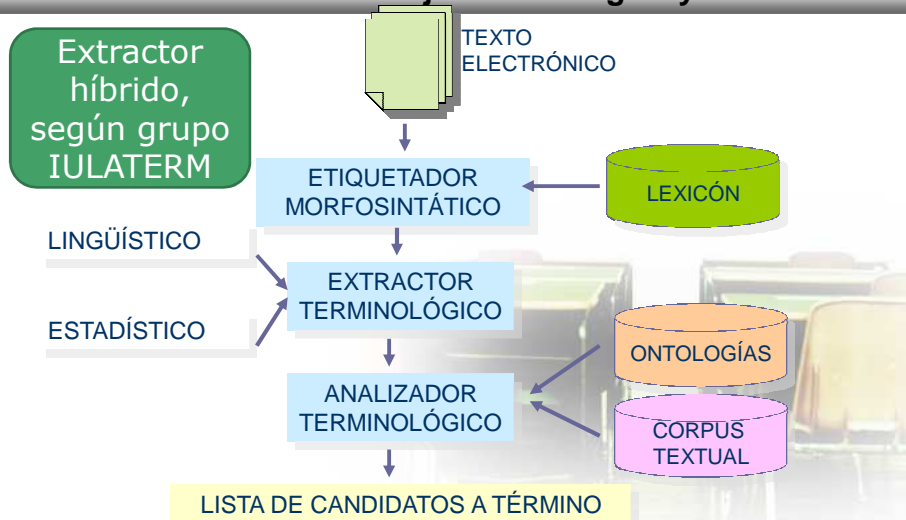 Extractor
híbrido,
según grupo
IULATERM
TEXTO
ELECTRÓNICO
ETIQUETADOR
MORFOSINTÁTICO
LEXICÓN
LINGÜÍSTICO
EXTRACTOR
TERMINOLÓGICO
ESTADÍSTICO
ONTOLOGÍAS
ANALIZADOR
TERMINOLÓGICO
CORPUS
TEXTUAL
LISTA DE CANDIDATOS A TÉRMINO